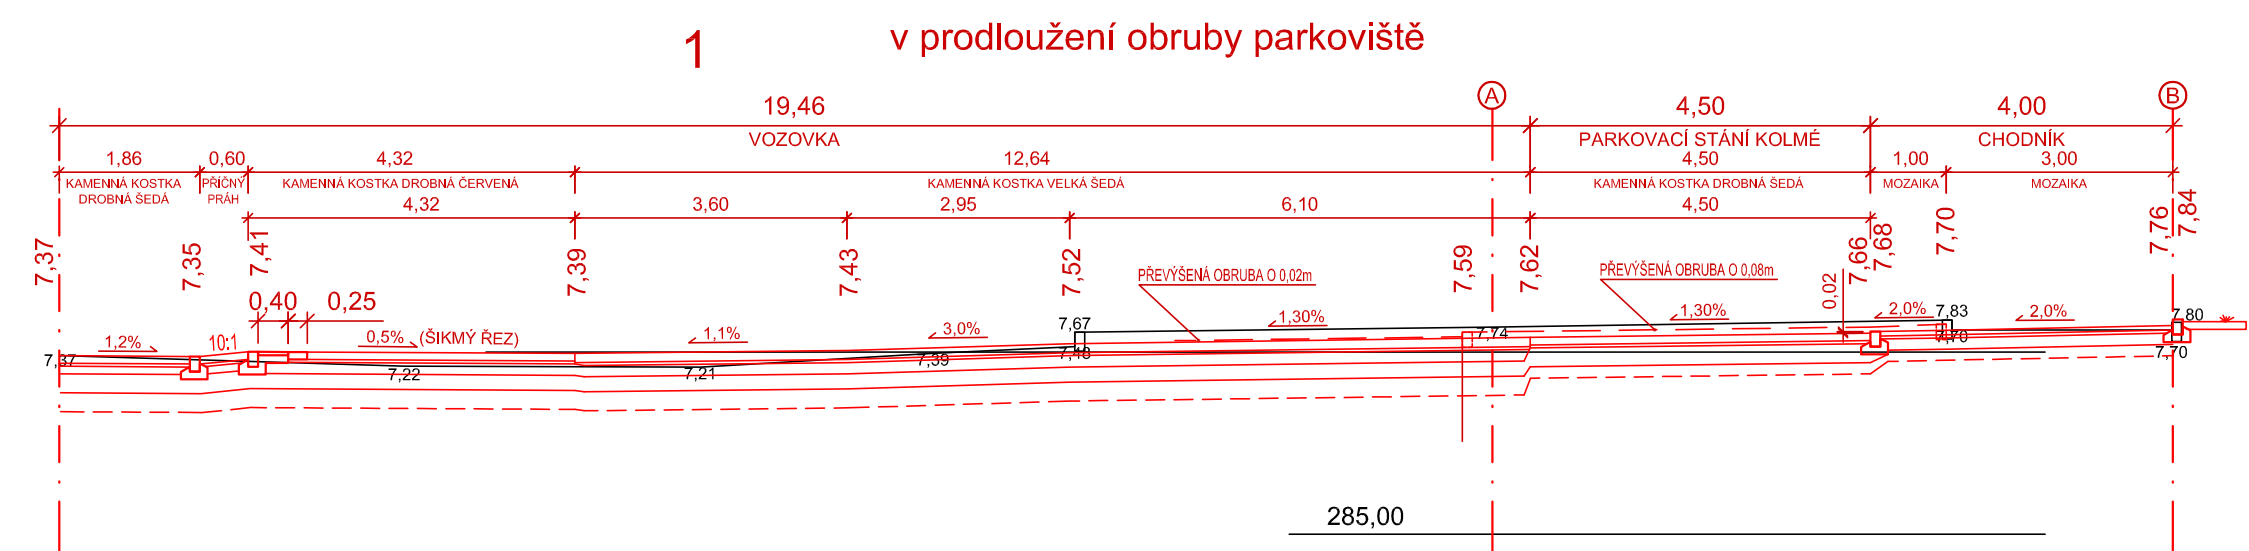 1
v prodloužení obruby parkoviště
A
B
19,46
4,50
4,00
VOZOVKA
PARKOVACÍ STÁNÍ KOLMÉ
CHODNÍK
1,86
0,60
4,32
12,64
4,50
1,00
3,00
KAMENNÁ KOSTKA
DROBNÁ ŠEDÁ
PŘÍČNÝ
PRÁH
KAMENNÁ KOSTKA DROBNÁ ČERVENÁ
KAMENNÁ KOSTKA VELKÁ ŠEDÁ
KAMENNÁ KOSTKA DROBNÁ ŠEDÁ
MOZAIKA
MOZAIKA
4,32
3,60
2,95
6,10
4,50
7,37
7,35
7,41
7,39
7,43
7,52
7,59
7,62
7,66
7,68
7,70
7,76
7,84
PŘEVÝŠENÁ OBRUBA O 0,02m
PŘEVÝŠENÁ OBRUBA O 0,08m
0,02
0,40
0,25
1,2%
10:1
0,5%
(ŠIKMÝ ŘEZ)
1,1%
3,0%
1,30%
1,30%
2,0%
2,0%
7,37
7,22
7,21
7,39
7,67
7,48
7,74
7,83
7,70
7,80
7,70
285,00